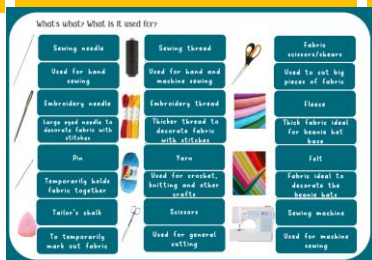 What's what? What is it used for?
Sewing needle
Used for hand
sewing
Embroidery needle
Large eyed needle to
decorate fabric with
stitches
Pin
Temporarily holds
fabric together
Tailor's chalk
To temporarily
mark out fabric
Sewing thread
Used for hand and
machine sewing
Embroidery thread
Thicker thread to
decorate fabric
with stitches
Yarn
Used for crochet,
knitting and other
crafts
Scissors
Used for general
cutting
Fabric
scissors/shears
Used to cut big
pieces of fabric
Fleece
Thick fabric ideal
for beanie hat
base
Felt
Fabric ideal to
decorate the
beanie hats
Sewing machine
Used for machine
sewing